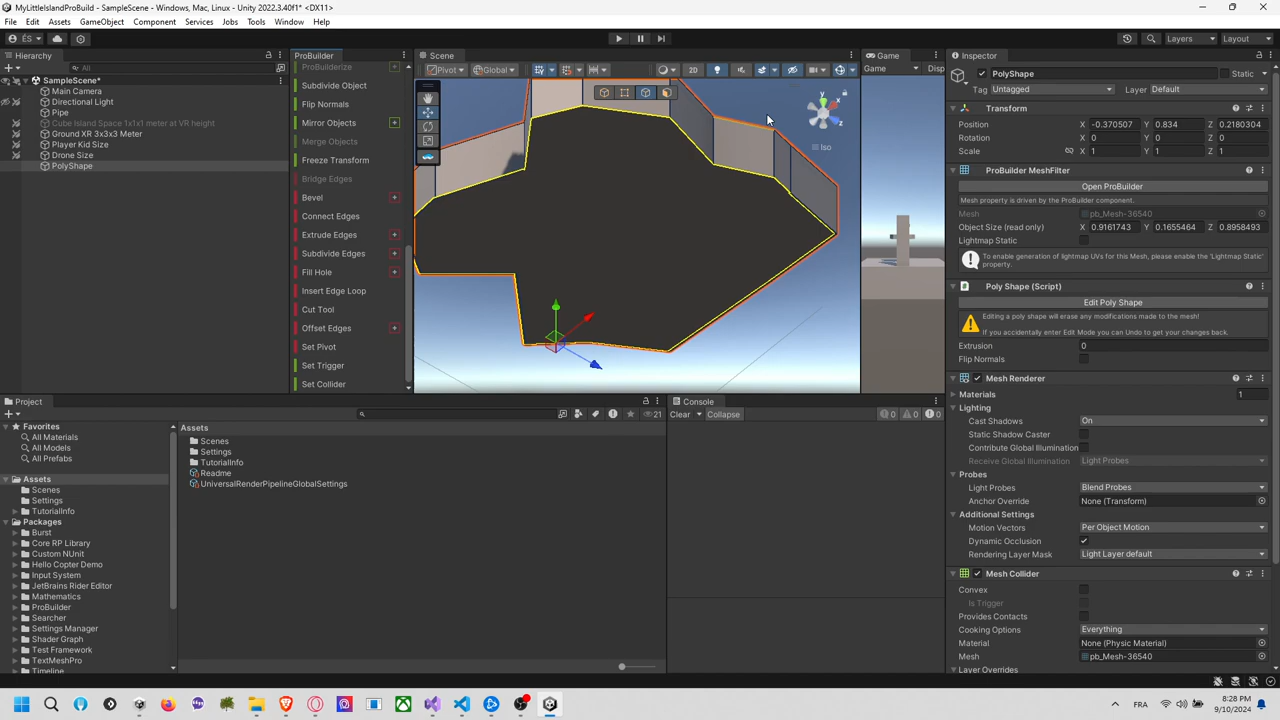 MyLittleIslandProBuild - SampleScene - Windows, Mac, Linux - Unity 2022.3.40f1* <DX11>
File Edit Assets GameObject Component Services Jobs Tools Window Help
ÉS Layers Layout
Hierarchy
All
SampleScene*
Main Camera
Directional Light
Pipe
Cube Island Space 1x1x1 meter at VR height
Ground XR 3x3x3 Meter
Player Kid Size
Drone Size
PolyShape
ProBuilder
ProBuilderize
Subdivide Object
Flip Normals
Mirror Objects
Merge Objects
Freeze Transform
Bridge Edges
Bevel
Connect Edges
Extrude Edges
Subdivide Edges
Fill Hole
Insert Edge Loop
Cut Tool
Offset Edges
Set Pivot
Set Trigger
Set Collider
Scene
Pivot Global 2D
y
x
z
Iso
Game
Game Disp
Inspector
PolyShape Static
Tag Untagged Layer Default
Transform
Position X -0.370507 Y 0.834 Z 0.2180304
Rotation X 0 Y 0 Z 0
Scale X 1 Y 1 Z 1
ProBuilder MeshFilter
Open ProBuilder
Mesh property is driven by the ProBuilder component.
Mesh pb_Mesh-36540
Object Size (read only) X 0.9161743 Y 0.1655464 Z 0.8958493
Lightmap Static
To enable generation of lightmap UVs for this Mesh, please enable the 'Lightmap Static'
property.
Poly Shape (Script)
Edit Poly Shape
Editing a poly shape will erase any modifications made to the mesh!
If you accidentally enter Edit Mode you can Undo to get your changes back.
Extrusion 0
Flip Normals
Mesh Renderer
Materials 1
Lighting
Cast Shadows On
Static Shadow Caster
Contribute Global Illumination
Receive Global Illumination Light Probes
Probes
Light Probes Blend Probes
Anchor Override None (Transform)
Additional Settings
Motion Vectors Per Object Motion
Dynamic Occlusion
Rendering Layer Mask Light Layer default
Mesh Collider
Convex
Is Trigger
Provides Contacts
Cooking Options Everything
Material None (Physic Material)
Mesh pb_Mesh-36540
Layer Overrides
Project
21
Favorites
All Materials
All Models
All Prefabs
Assets
Scenes
Settings
TutorialInfo
Packages
Burst
Core RP Library
Custom NUnit
Hello Copter Demo
Input System
JetBrains Rider Editor
Mathematics
ProBuilder
Searcher
Settings Manager
Shader Graph
Test Framework
TextMeshPro
Timeline
Assets
Scenes
Settings
TutorialInfo
Readme
UniversalRenderPipelineGlobalSettings
Console
Clear Collapse 0 0 0
FRA
8:28 PM
9/10/2024